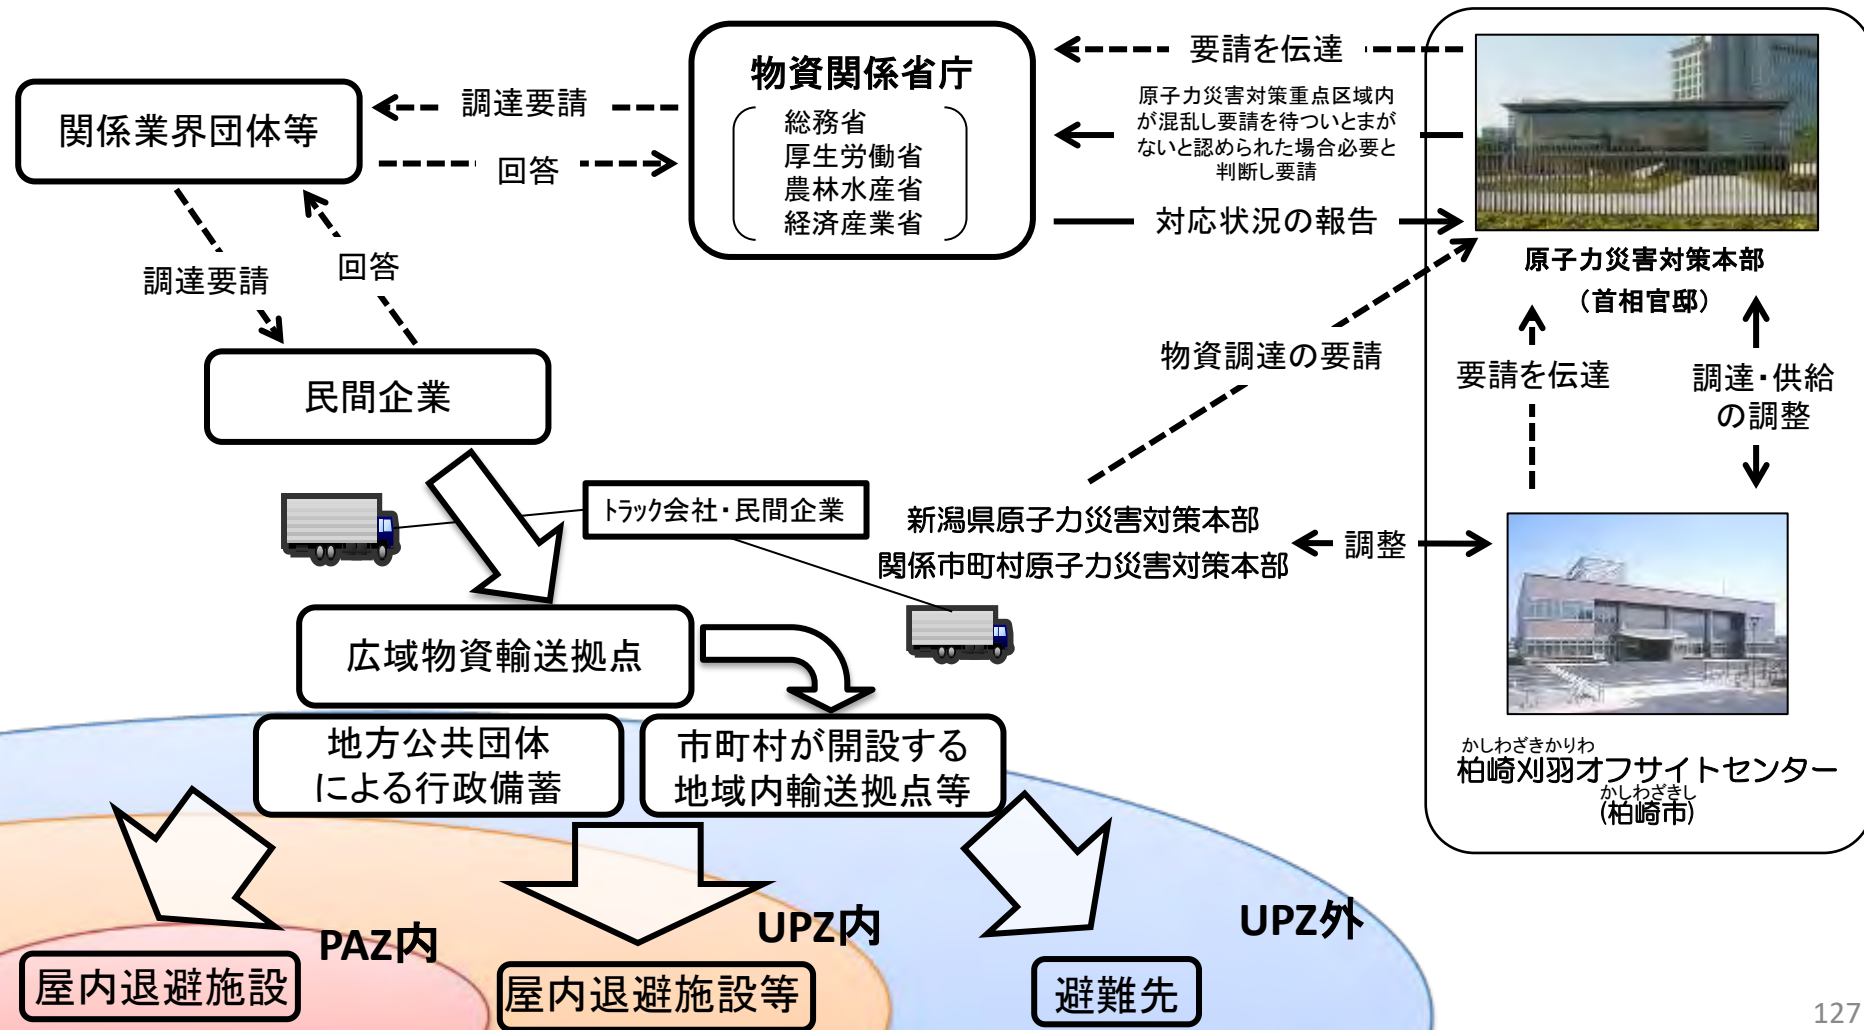 関係業界団体等
調達要請
回答
物資関係省庁
総務省
厚生労働省
農林水産省
経済産業省
要請を伝達
原子力災害対策重点区域内
が混乱し要請を待ついとまが
ないと認められた場合必要と
判断し要請
対応状況の報告
原子力災害対策本部
（首相官邸）
調達要請
回答
民間企業
物資調達の要請
要請を伝達
調達・供給
の調整
トラック会社・民間企業
新潟県原子力災害対策本部
関係市町村原子力災害対策本部
調整
広域物資輸送拠点
地方公共団体
による行政備蓄
市町村が開設する
地域内輸送拠点等
かしわざきかりわ
柏崎刈羽オフサイトセンター
かしわざきし
(柏崎市)
PAZ内
UPZ内
UPZ外
屋内退避施設
屋内退避施設等
避難先
127